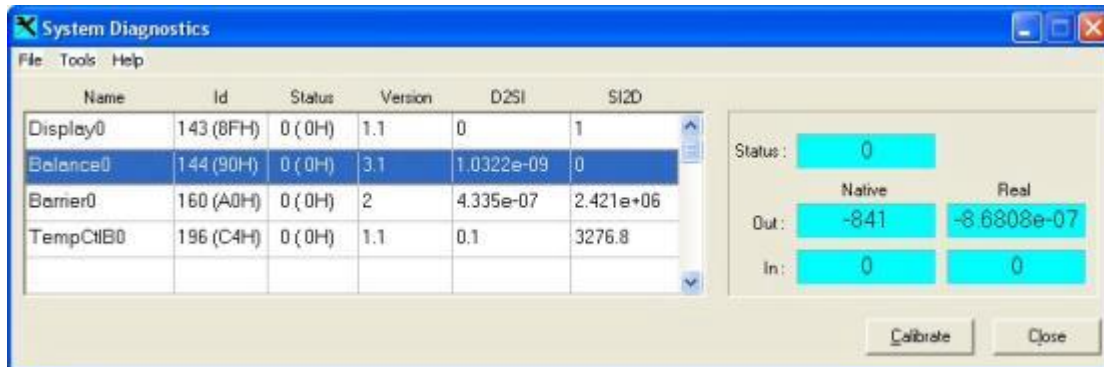 System Diagnostics
File Tools Help
Name Id Status Version D2SI SI2D
Display0 143 (8FH) 0 ( 0H) 1.1 0 1
Balance0 144 (90H) 0 ( 0H) 3.1 1.0322e-09 0
Barrier0 160 (A0H) 0 ( 0H) 2 4.335e-07 2.421e+06
TempCtlB0 196 (C4H) 0 ( 0H) 1.1 0.1 3276.8
Status : 0
Native Real
Out : -841 -8.6808e-07
In : 0 0
Calibrate Close